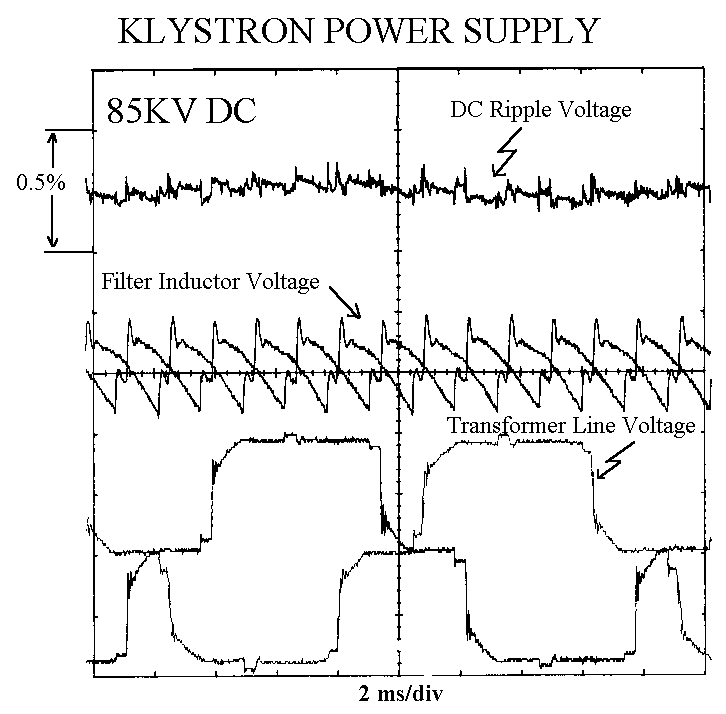 KLYSTRON POWER SUPPLY
85KV DC
DC Ripple Voltage
0.5%
Filter Inductor Voltage
Transformer Line Voltage
2 ms/div